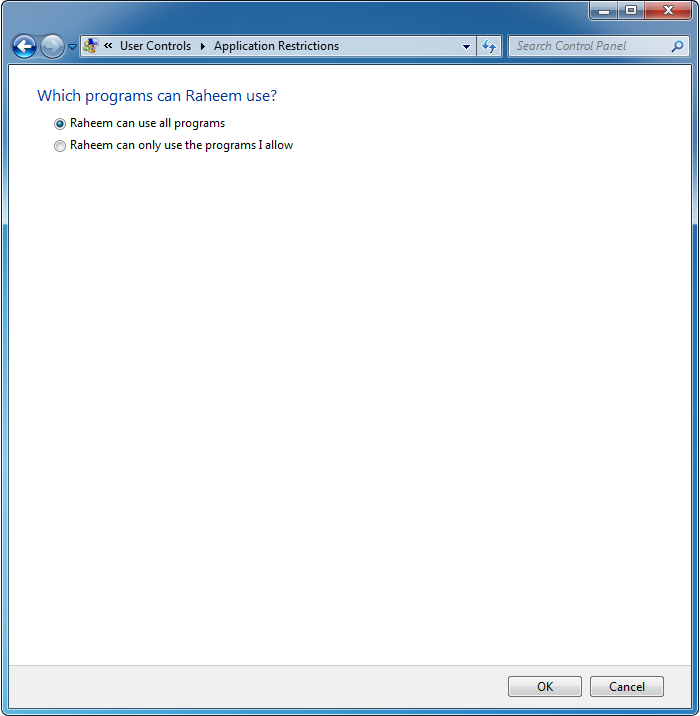 « User Controls Application Restrictions
Search Control Panel
Which programs can Raheem use?
Raheem can use all programs
Raheem can only use the programs I allow
OK
Cancel